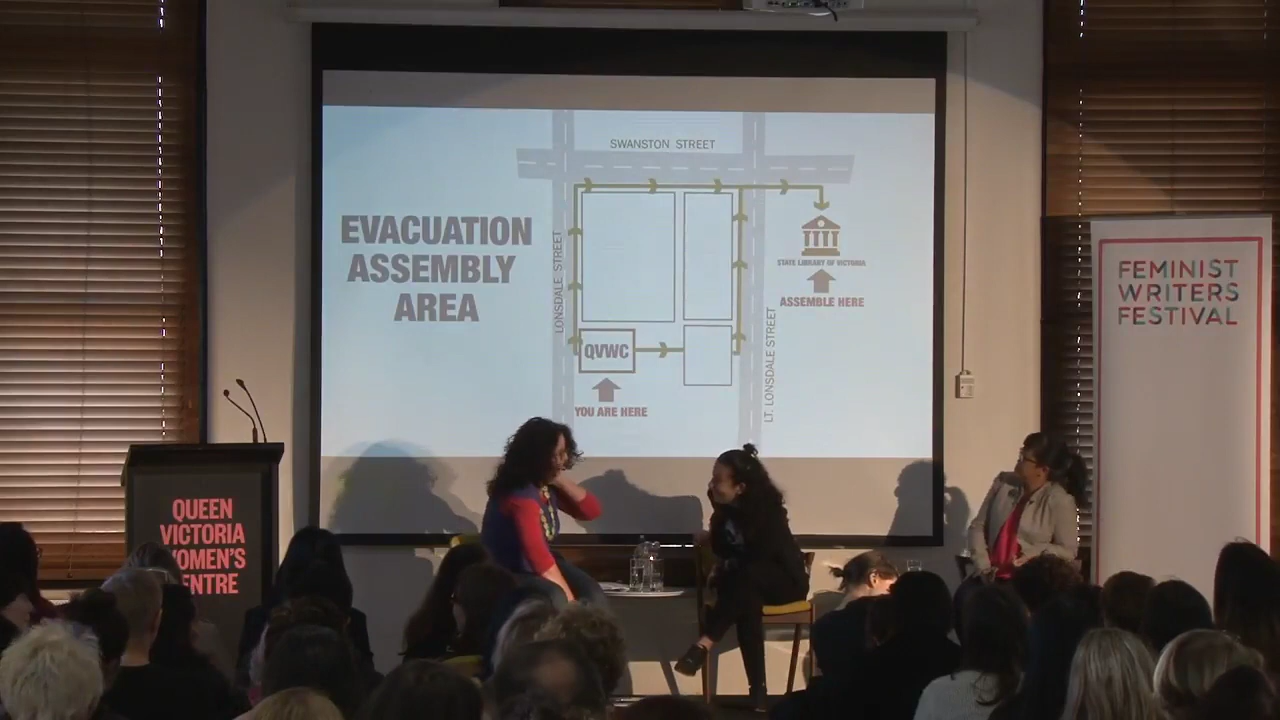 SWANSTON STREET
EVACUATION
ASSEMBLY
AREA
LONSDALE STREET
STATE LIBRARY OF VICTORIA
ASSEMBLE HERE
QVWC
YOU ARE HERE
LT. LONSDALE STREET
FEMINIST
WRITERS
FESTIVAL
QUEEN
VICTORIA
WOMEN'S
ENTRE